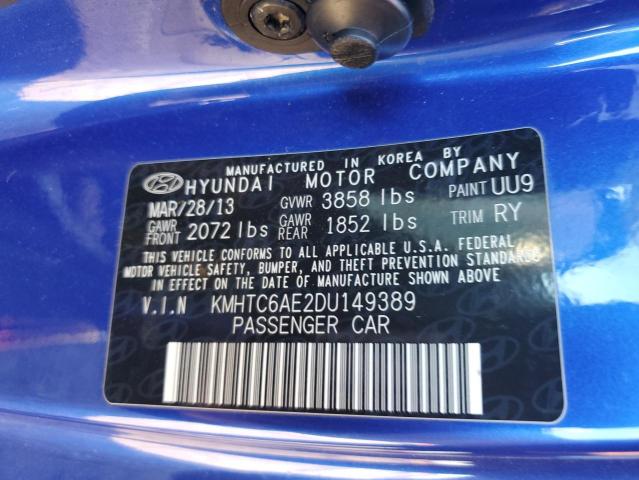 MANUFACTURED IN KOREA BY
HYUNDAI MOTOR COMPANY
MAR/28/13 GVWR 3858 lbs PAINT UU9
GAWR FRONT 2072 lbs GAWR REAR 1852 lbs TRIM RY
THIS VEHICLE CONFORMS TO ALL APPLICABLE U.S.A. FEDERAL
MOTOR VEHICLE SAFETY, BUMPER, AND THEFT PREVENTION STANDARDS
IN EFFECT ON THE DATE OF MANUFACTURE SHOWN ABOVE.
V.I.N KMHTC6AE2DU149389
PASSENGER CAR